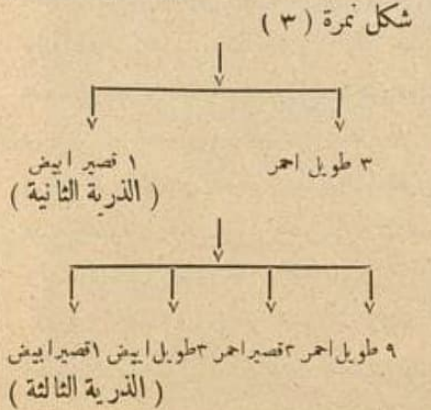 شكل نمرة ( ٣ )
٣ طويل احمر ١ قصير ابيض
( الذرية الثانية )
٩ طويل احمر ٣ قصير احمر ٣ طويل ابيض ١ قصير ابيض
( الذرية الثالثة )